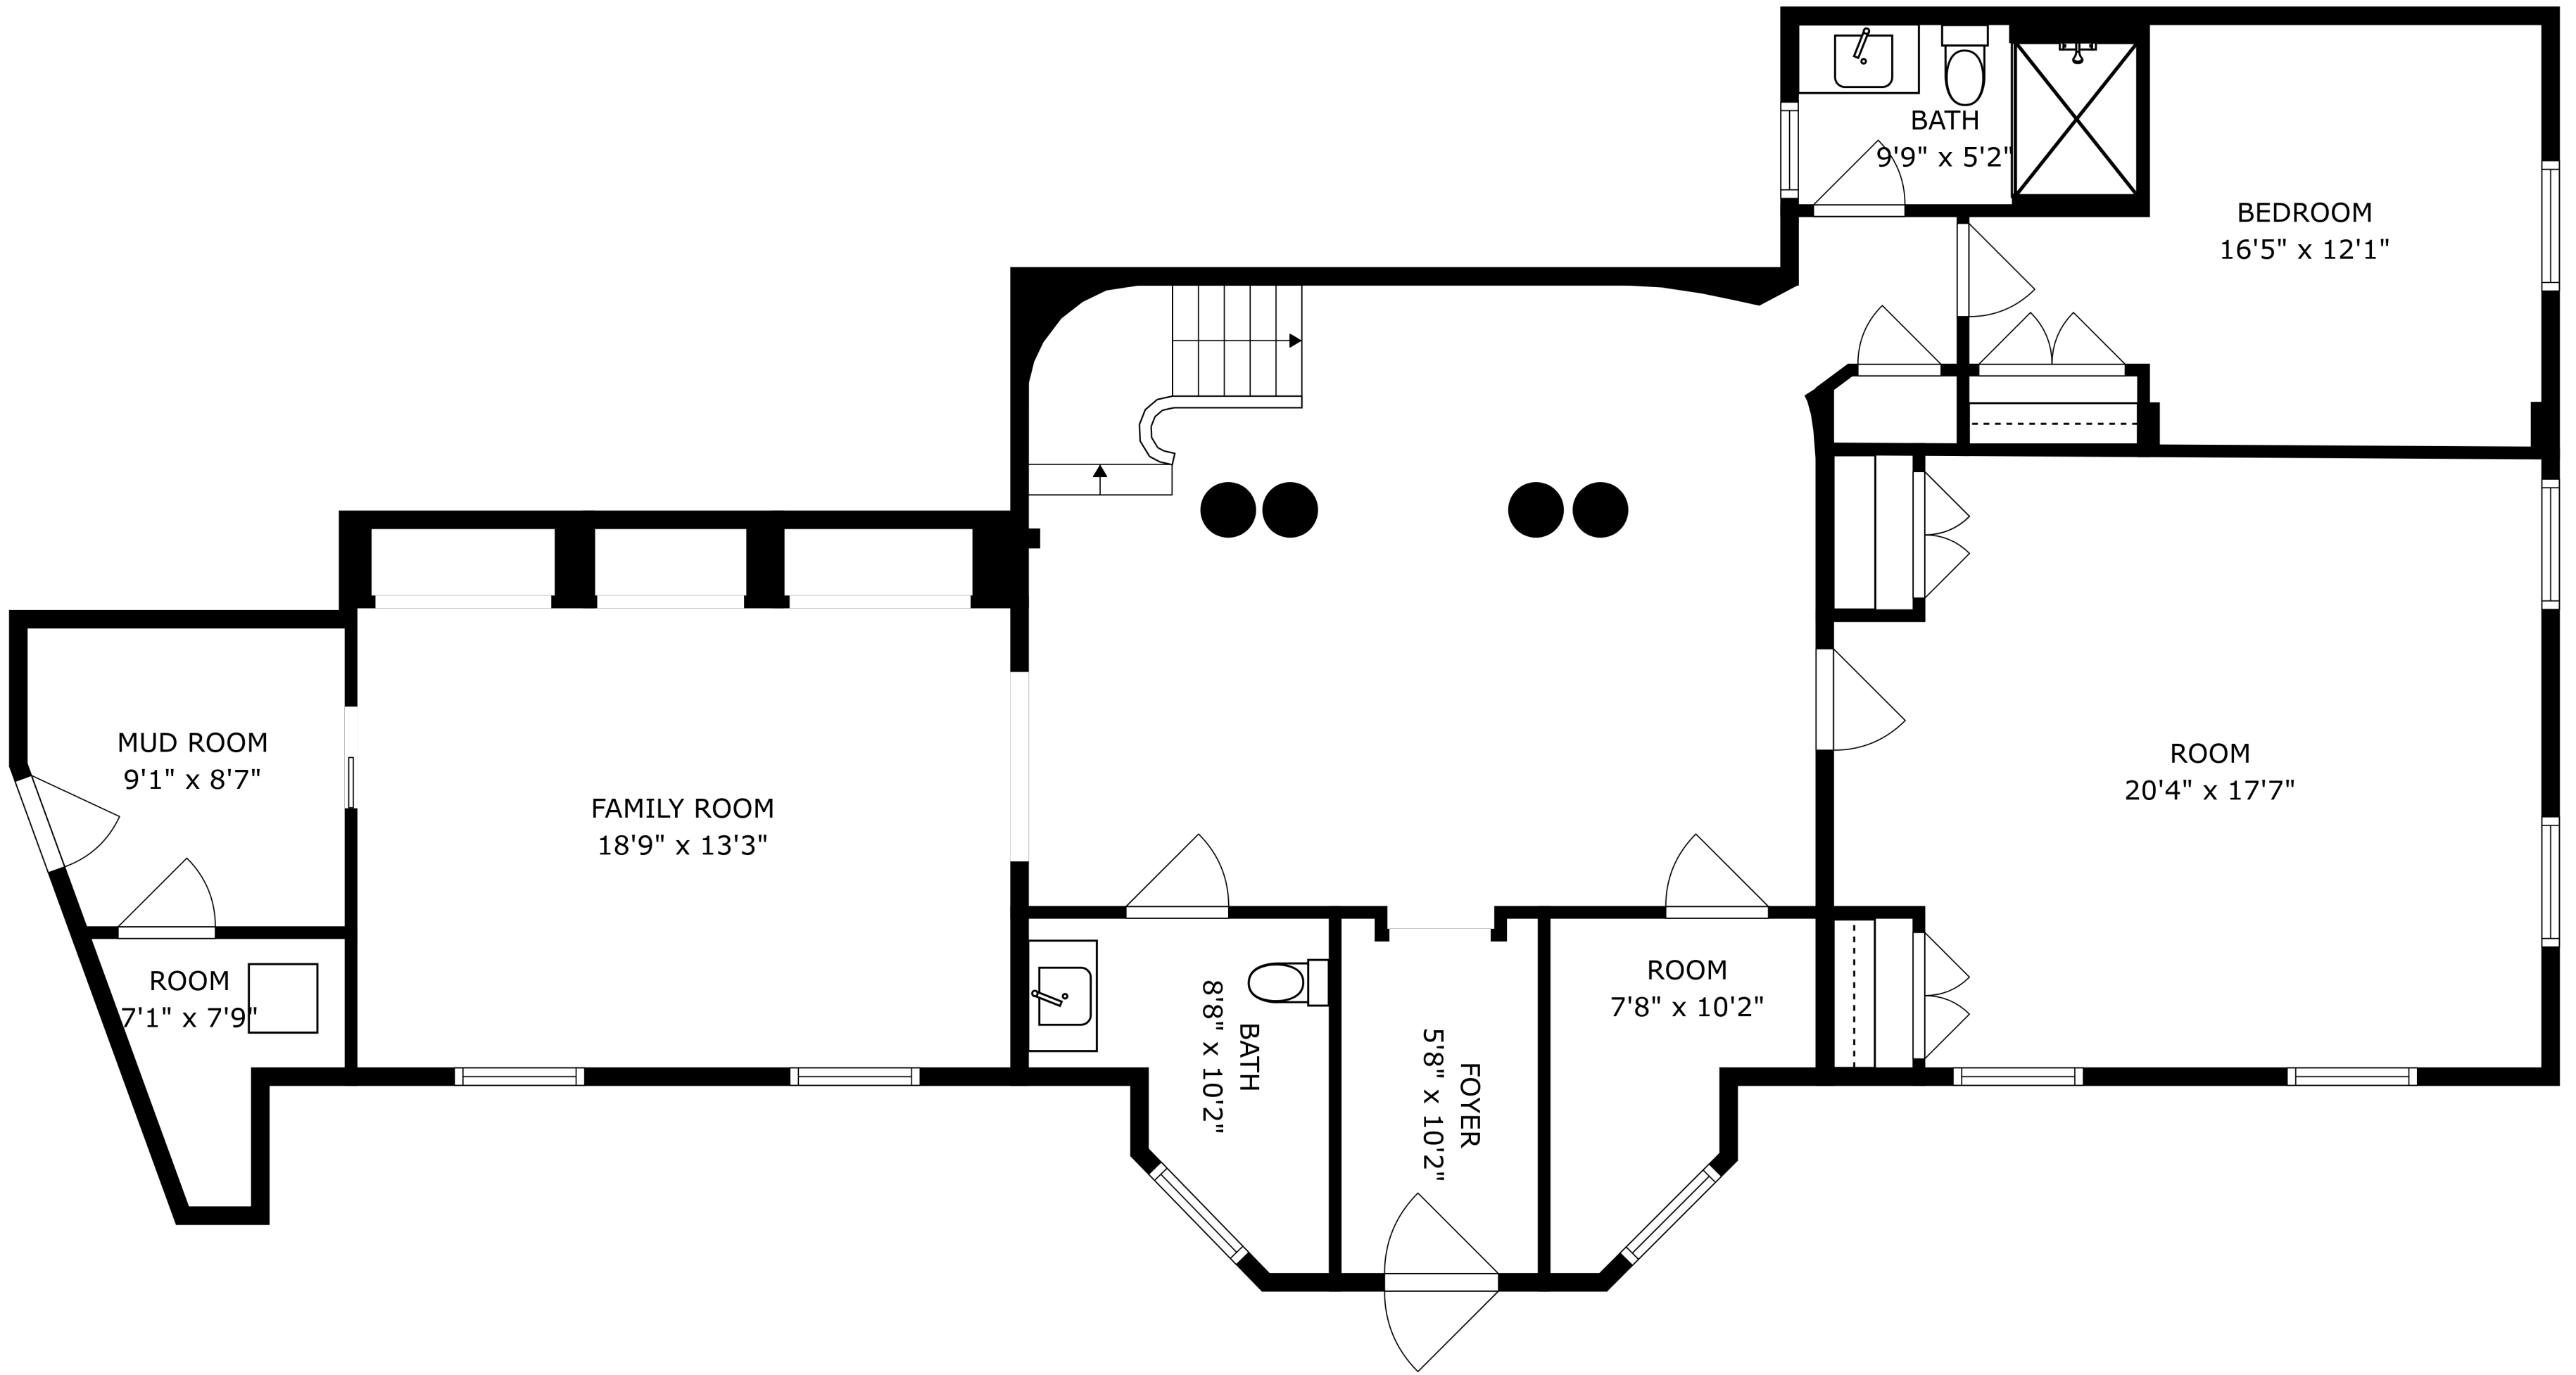 BATH
9'9" x 5'2"
BEDROOM
16'5" x 12'1"
MUD ROOM
9'1" x 8'7"
FAMILY ROOM
18'9" x 13'3"
ROOM
20'4" x 17'7"
ROOM
7'1" x 7'9"
BATH
8'8" x 10'2"
FOYER
5'8" x 10'2"
ROOM
7'8" x 10'2"